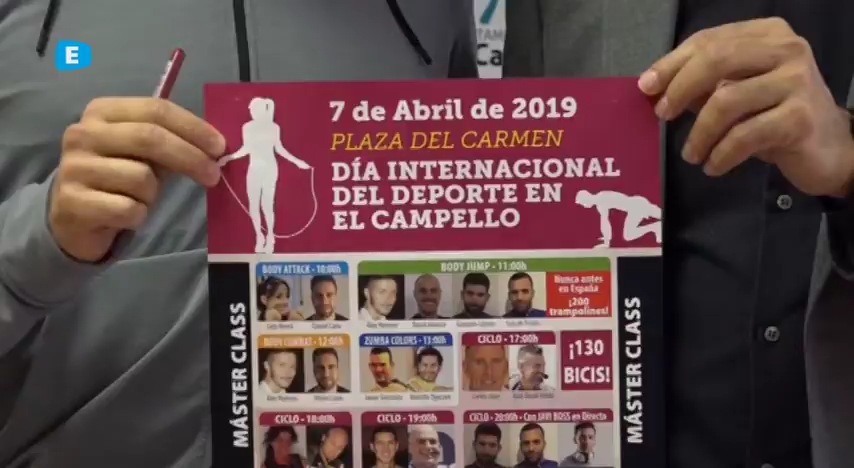 E
Ca
7 de Abril de 2019
PLAZA DEL CARMEN
DÍA INTERNACIONAL
DEL DEPORTE EN
EL CAMPELLO
BODY ATTACK - 10:00h
BODY JUMP - 11:00h
Nunca antes
en España
¡200
trampolines!
BODY COMBAT - 12:00h
ZUMBA COLORS - 13:00h
CICLO - 17:00h
¡130
BICIS!
MÁSTER CLASS
MÁSTER CLASS
CICLO - 18:00h
CICLO - 19:00h
CICLO - 20:00h - Con JAVI BOSS en Directo